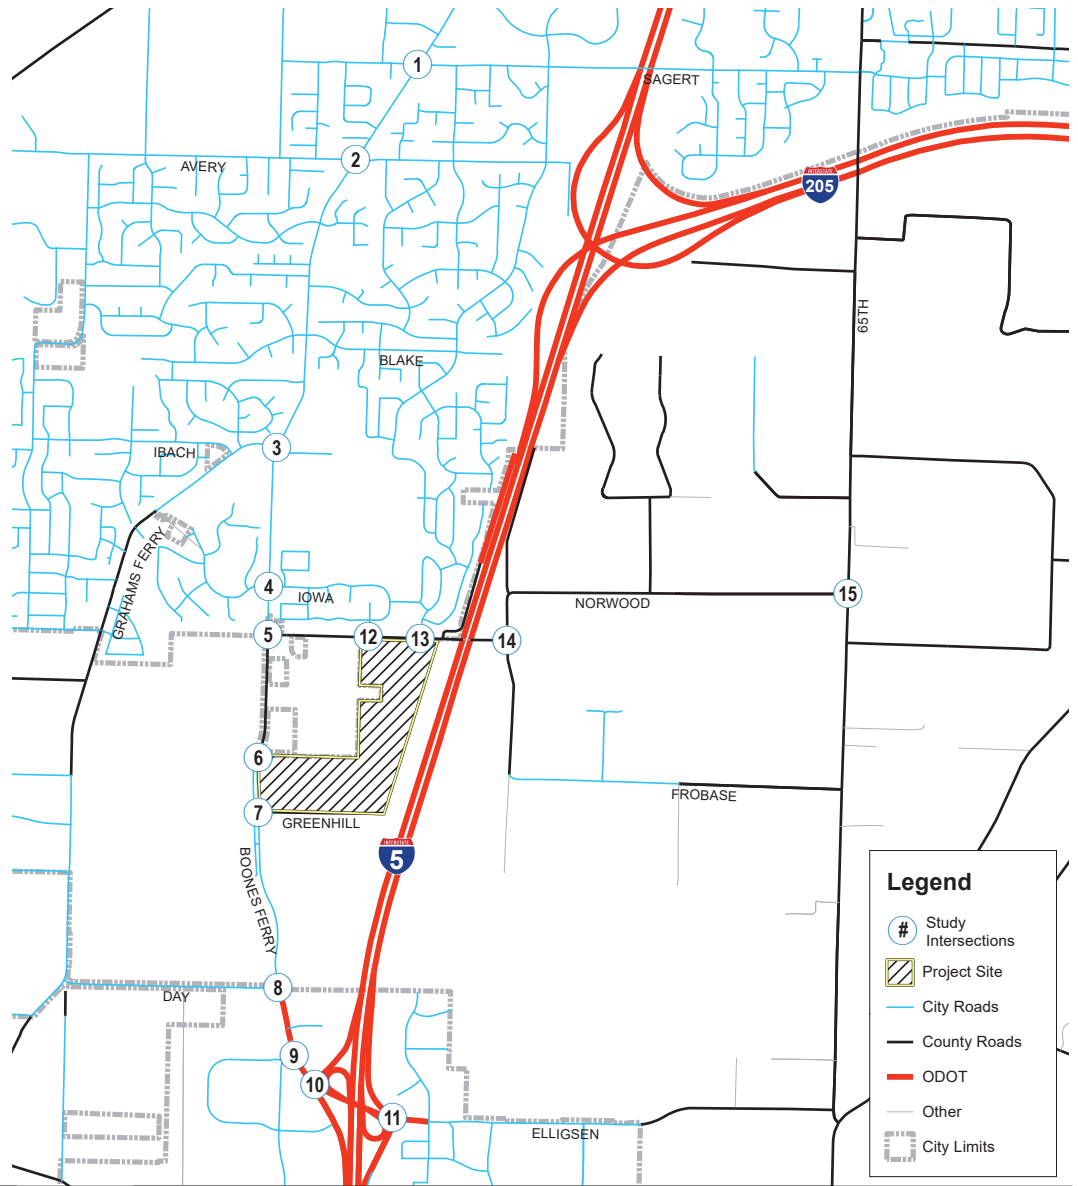 1
SAGERT
2
AVERY
INTERSTATE
205
65TH
BLAKE
3
IBACH
GRAHAMS FERRY
4
IOWA
NORWOOD
15
5
12
13
14
6
7
GREENHILL
FROBASE
INTERSTATE
5
BOONES FERRY
8
DAY
9
10
11
ELLIGSEN
Legend
# Study
Intersections
Project Site
City Roads
County Roads
ODOT
Other
City Limits